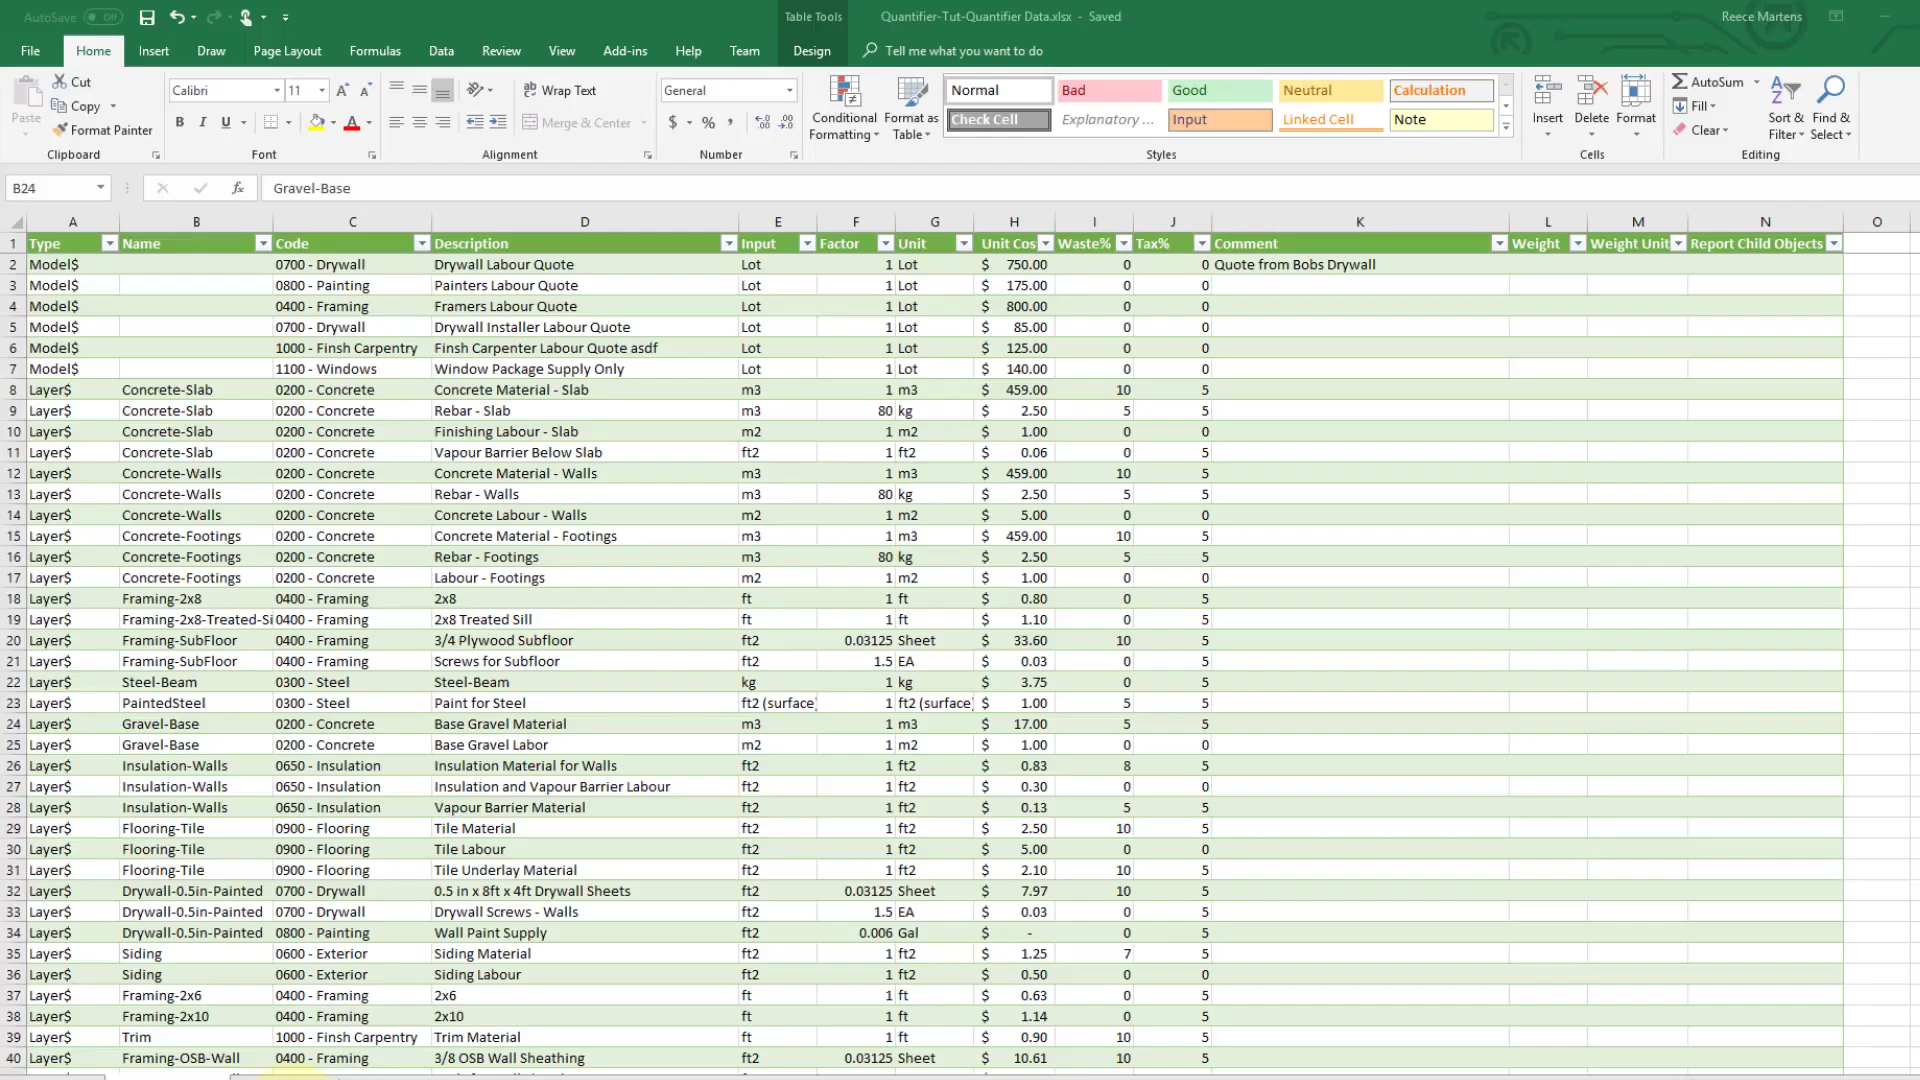 AutoSave Off Table Tools Quantifier-Tut-Quantifier Data.xlsx - Saved Reece Martens
File Home Insert Draw Page Layout Formulas Data Review View Add-ins Help Team Design Tell me what you want to do
Paste Cut Copy Format Painter Clipboard
Calibri 11 B I U Font
Wrap Text Merge & Center Alignment
General $ % , Number
Conditional Formatting Format as Table
Normal Bad Good Neutral Calculation
Check Cell Explanatory ... Input Linked Cell Note
Styles
Insert Delete Format Cells
AutoSum Fill Clear Sort & Filter Find & Select Editing
B24 fx Gravel-Base
A B C D E F G H I J K L M N O
1 Type Name Code Description Input Factor Unit Unit Cos Waste% Tax% Comment Weight Weight Unit Report Child Objects
2 Model$ 0700 - Drywall Drywall Labour Quote Lot 1 Lot $ 750.00 0 0 Quote from Bobs Drywall
3 Model$ 0800 - Painting Painters Labour Quote Lot 1 Lot $ 175.00 0 0
4 Model$ 0400 - Framing Framers Labour Quote Lot 1 Lot $ 800.00 0 0
5 Model$ 0700 - Drywall Drywall Installer Labour Quote Lot 1 Lot $ 85.00 0 0
6 Model$ 1000 - Finsh Carpentry Finsh Carpenter Labour Quote asdf Lot 1 Lot $ 125.00 0 0
7 Model$ 1100 - Windows Window Package Supply Only Lot 1 Lot $ 140.00 0 0
8 Layer$ Concrete-Slab 0200 - Concrete Concrete Material - Slab m3 1 m3 $ 459.00 10 5
9 Layer$ Concrete-Slab 0200 - Concrete Rebar - Slab m3 80 kg $ 2.50 5 5
10 Layer$ Concrete-Slab 0200 - Concrete Finishing Labour - Slab m2 1 m2 $ 1.00 0 0
11 Layer$ Concrete-Slab 0200 - Concrete Vapour Barrier Below Slab ft2 1 ft2 $ 0.06 0 5
12 Layer$ Concrete-Walls 0200 - Concrete Concrete Material - Walls m3 1 m3 $ 459.00 10 5
13 Layer$ Concrete-Walls 0200 - Concrete Rebar - Walls m3 80 kg $ 2.50 5 5
14 Layer$ Concrete-Walls 0200 - Concrete Concrete Labour - Walls m2 1 m2 $ 5.00 0 0
15 Layer$ Concrete-Footings 0200 - Concrete Concrete Material - Footings m3 1 m3 $ 459.00 10 5
16 Layer$ Concrete-Footings 0200 - Concrete Rebar - Footings m3 80 kg $ 2.50 5 5
17 Layer$ Concrete-Footings 0200 - Concrete Labour - Footings m2 1 m2 $ 1.00 0 0
18 Layer$ Framing-2x8 0400 - Framing 2x8 ft 1 ft $ 0.80 0 5
19 Layer$ Framing-2x8-Treated-Si 0400 - Framing 2x8 Treated Sill ft 1 ft $ 1.10 0 5
20 Layer$ Framing-SubFloor 0400 - Framing 3/4 Plywood Subfloor ft2 0.03125 Sheet $ 33.60 10 5
21 Layer$ Framing-SubFloor 0400 - Framing Screws for Subfloor ft2 1.5 EA $ 0.03 0 5
22 Layer$ Steel-Beam 0300 - Steel Steel-Beam kg 1 kg $ 3.75 0 5
23 Layer$ PaintedSteel 0300 - Steel Paint for Steel ft2 (surface) 1 ft2 (surface) $ 1.00 5 5
24 Layer$ Gravel-Base 0200 - Concrete Base Gravel Material m3 1 m3 $ 17.00 5 5
25 Layer$ Gravel-Base 0200 - Concrete Base Gravel Labor m2 1 m2 $ 1.00 0 0
26 Layer$ Insulation-Walls 0650 - Insulation Insulation Material for Walls ft2 1 ft2 $ 0.83 8 5
27 Layer$ Insulation-Walls 0650 - Insulation Insulation and Vapour Barrier Labour ft2 1 ft2 $ 0.30 0 0
28 Layer$ Insulation-Walls 0650 - Insulation Vapour Barrier Material ft2 1 ft2 $ 0.13 5 5
29 Layer$ Flooring-Tile 0900 - Flooring Tile Material ft2 1 ft2 $ 2.50 10 5
30 Layer$ Flooring-Tile 0900 - Flooring Tile Labour ft2 1 ft2 $ 5.00 0 0
31 Layer$ Flooring-Tile 0900 - Flooring Tile Underlay Material ft2 1 ft2 $ 2.10 10 5
32 Layer$ Drywall-0.5in-Painted 0700 - Drywall 0.5 in x 8ft x 4ft Drywall Sheets ft2 0.03125 Sheet $ 7.97 10 5
33 Layer$ Drywall-0.5in-Painted 0700 - Drywall Drywall Screws - Walls ft2 1.5 EA $ 0.03 0 5
34 Layer$ Drywall-0.5in-Painted 0800 - Painting Wall Paint Supply ft2 0.006 Gal $ - 0 5
35 Layer$ Siding 0600 - Exterior Siding Material ft2 1 ft2 $ 1.25 7 5
36 Layer$ Siding 0600 - Exterior Siding Labour ft2 1 ft2 $ 0.50 0 0
37 Layer$ Framing-2x6 0400 - Framing 2x6 ft 1 ft $ 0.63 0 5
38 Layer$ Framing-2x10 0400 - Framing 2x10 ft 1 ft $ 1.14 0 5
39 Layer$ Trim 1000 - Finsh Carpentry Trim Material ft 1 ft $ 0.90 10 5
40 Layer$ Framing-OSB-Wall 0400 - Framing 3/8 OSB Wall Sheathing ft2 0.03125 Sheet $ 10.61 10 5